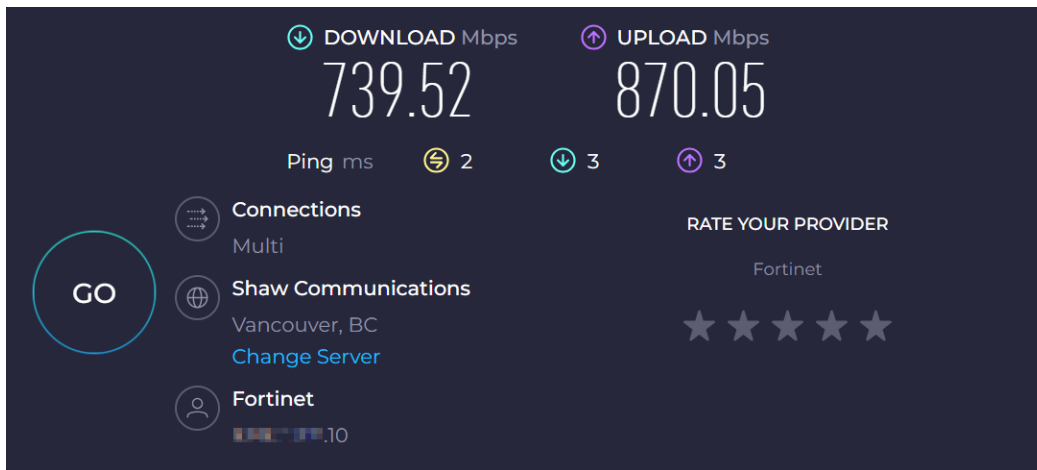 DOWNLOAD Mbps
739.52
UPLOAD Mbps
870.05
Ping ms 2 3 3
GO
Connections
Multi
Shaw Communications
Vancouver, BC
Change Server
Fortinet
.10
RATE YOUR PROVIDER
Fortinet